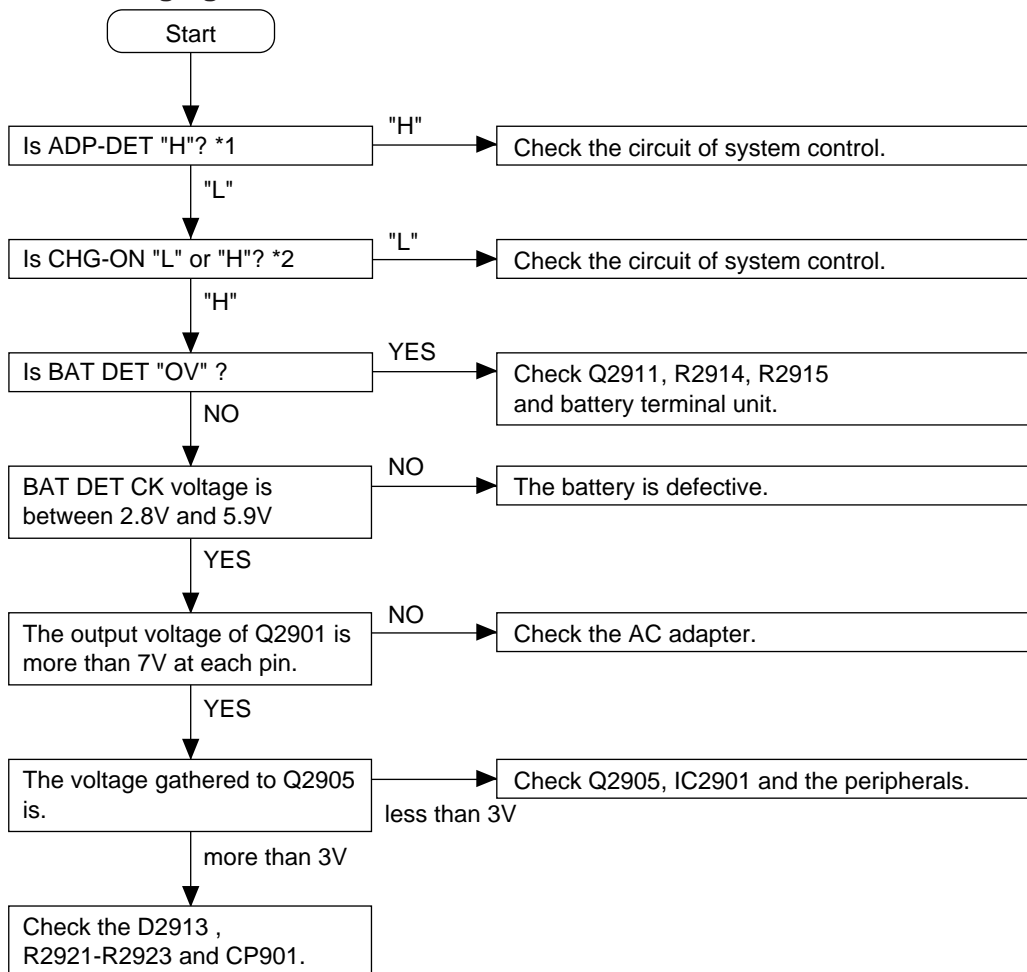 Start
Is ADP-DET "H"? *1
"H"
Check the circuit of system control.
"L"
Is CHG-ON "L" or "H"? *2
"L"
Check the circuit of system control.
"H"
Is BAT DET "OV" ?
YES
Check Q2911, R2914, R2915
and battery terminal unit.
NO
BAT DET CK voltage is
between 2.8V and 5.9V
NO
The battery is defective.
YES
The output voltage of Q2901 is
more than 7V at each pin.
NO
Check the AC adapter.
YES
The voltage gathered to Q2905
is.
less than 3V
Check Q2905, IC2901 and the peripherals.
more than 3V
Check the D2913 ,
R2921-R2923 and CP901.